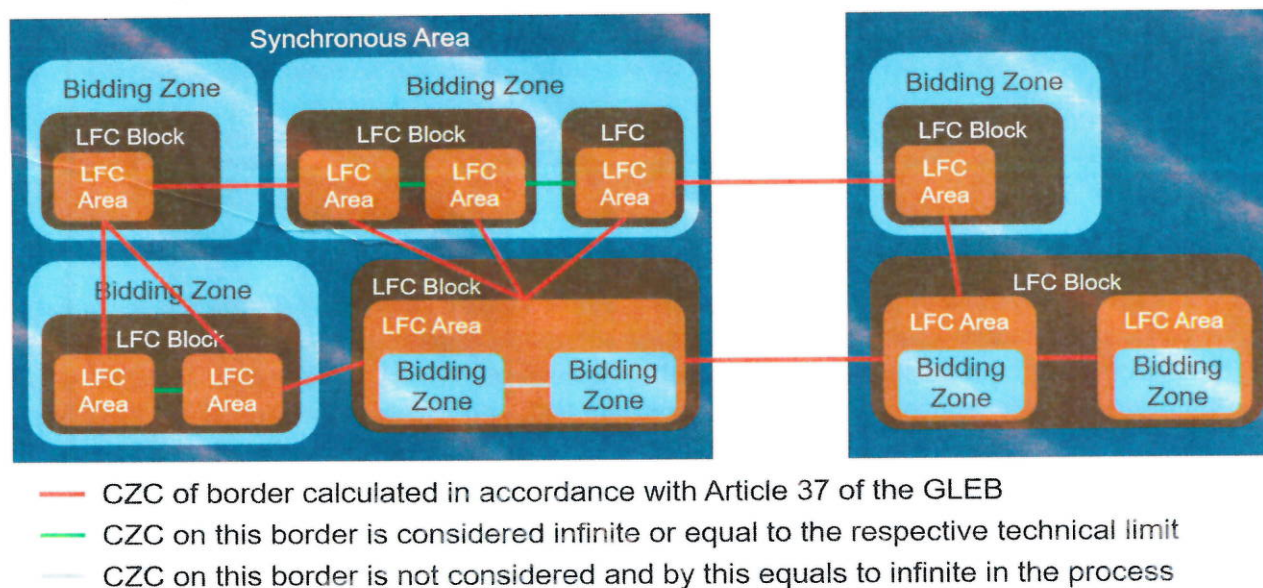 Synchronous Area
Bidding Zone
LFC Block
LFC
Area
Bidding Zone
LFC Block
LFC
Area
LFC
Area
LFC
LFC
Area
Bidding Zone
LFC Block
LFC
Area
Bidding Zone
LFC Block
LFC
Area
LFC
Area
LFC Block
LFC Area
Bidding
Zone
Bidding
Zone
LFC Block
LFC Area
Bidding
Zone
LFC Area
Bidding
Zone
CZC of border calculated in accordance with Article 37 of the GLEB
CZC on this border is considered infinite or equal to the respective technical limit
CZC on this border is not considered and by this equals to infinite in the process